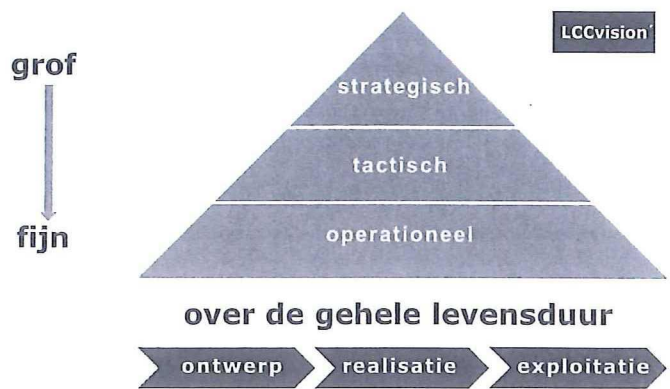 LCCvision
grof
strategisch
tactisch
fijn
operationeel
over de gehele levensduur
ontwerp realisatie exploitatie